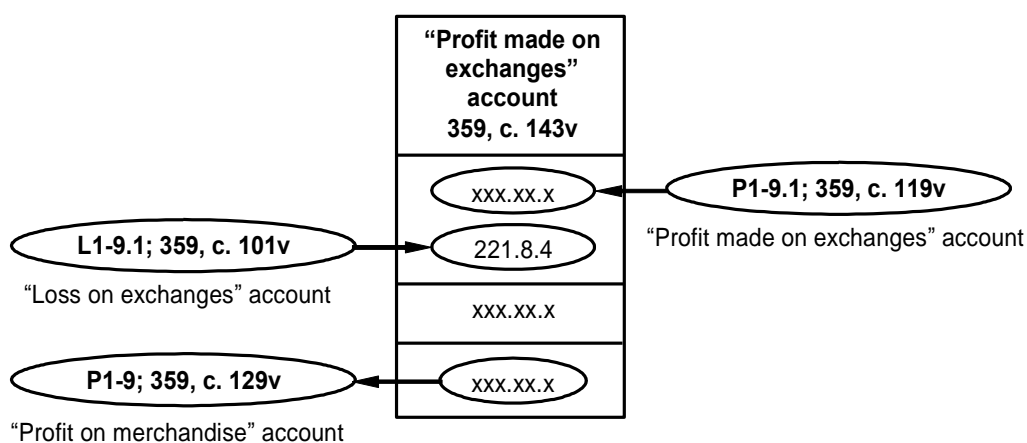 “Profit made on
exchanges”
account
359, c. 143v
xxx.xx.x
P1-9.1; 359, c. 119v
“Profit made on exchanges” account
L1-9.1; 359, c. 101v
221.8.4
“Loss on exchanges” account
xxx.xx.x
P1-9; 359, c. 129v
xxx.xx.x
“Profit on merchandise” account